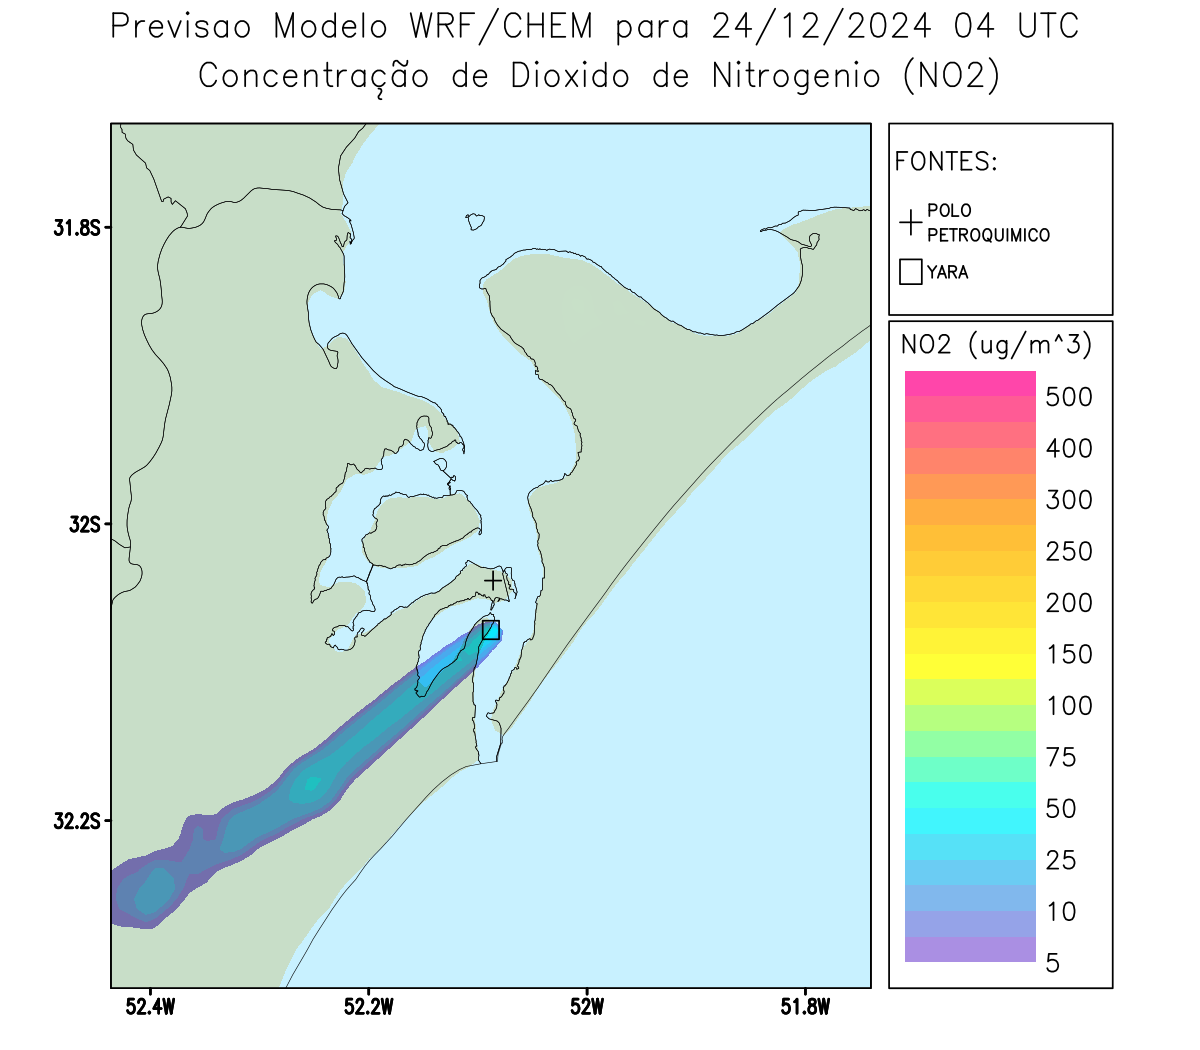 Previsao Modelo WRF/CHEM para 24/12/2024 04 UTC
Concentração de Dioxido de Nitrogenio (NO2)
FONTES:
POLO
PETROQUIMICO
YARA
NO2 (ug/m^3)
500
400
300
250
200
150
100
75
50
25
10
5
31.8S
32S
32.2S
52.4W
52.2W
52W
51.8W